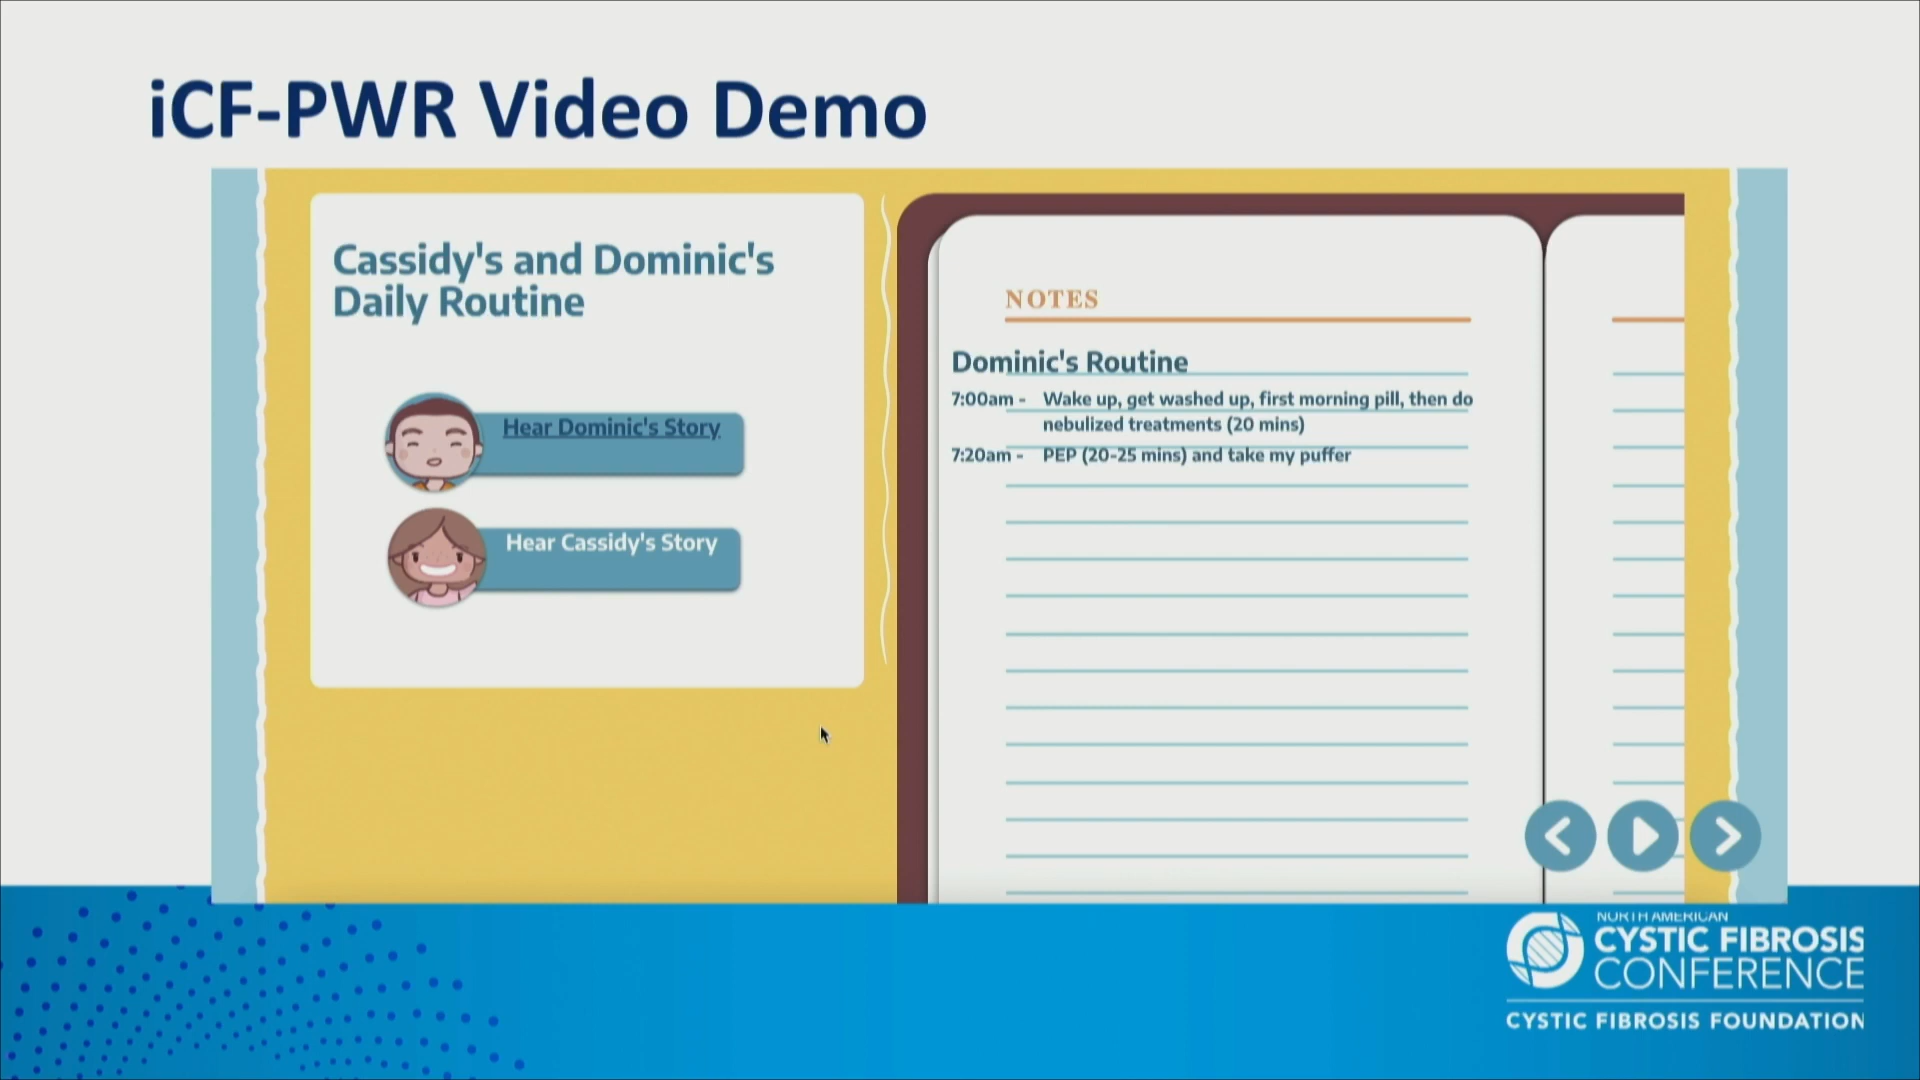 iCF-PWR Video Demo
Cassidy's and Dominic's
Daily Routine
Hear Dominic's Story
Hear Cassidy's Story
NOTES
Dominic's Routine
7:00am - Wake up, get washed up, first morning pill, then do
nebulized treatments (20 mins)
7:20am - PEP (20-25 mins) and take my puffer
NORTH AMERICAN
CYSTIC FIBROSIS
CONFERENCE
CYSTIC FIBROSIS FOUNDATION